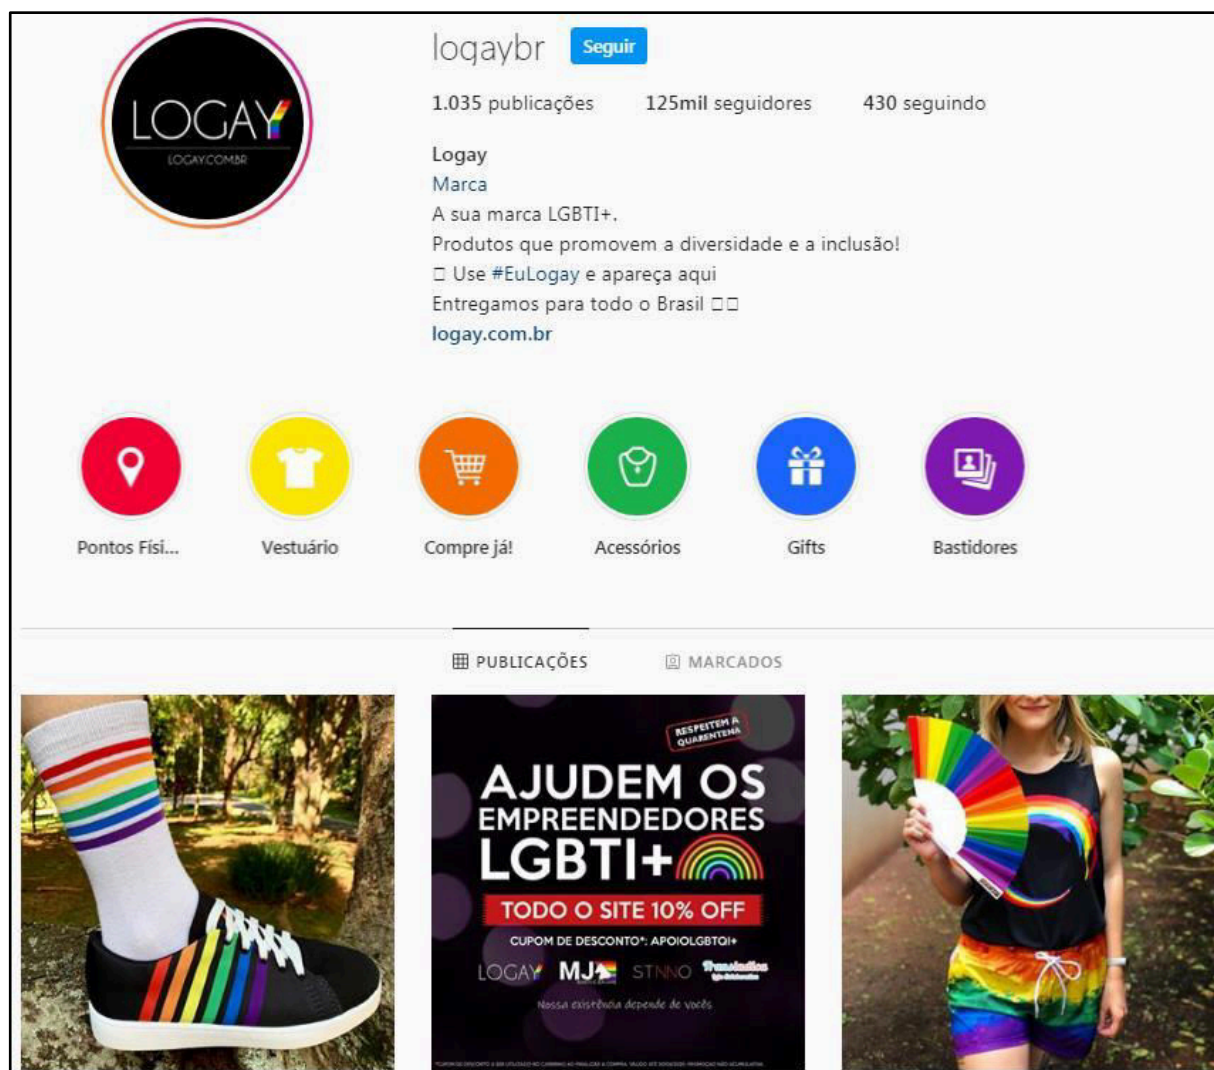 LOGAY
LOGAY.COM.BR
logaybr Seguir
1.035 publicações 125mil seguidores 430 seguindo
Logay
Marca
A sua marca LGBTI+.
Produtos que promovem a diversidade e a inclusão!
□ Use #EuLogay e apareça aqui
Entregamos para todo o Brasil □□
logay.com.br
Pontos Físi... Vestuário Compre já! Acessórios Gifts Bastidores
PUBLICAÇÕES MARCADOS
RESPEITEM A
QUARENTENA
AJUDEM OS
EMPREENDEDORES
LGBTI+
TODO O SITE 10% OFF
CUPOM DE DESCONTO*: APOIOLGBTQI+
LOGAY MJ STNNO
Nossa existência depende de vocês.